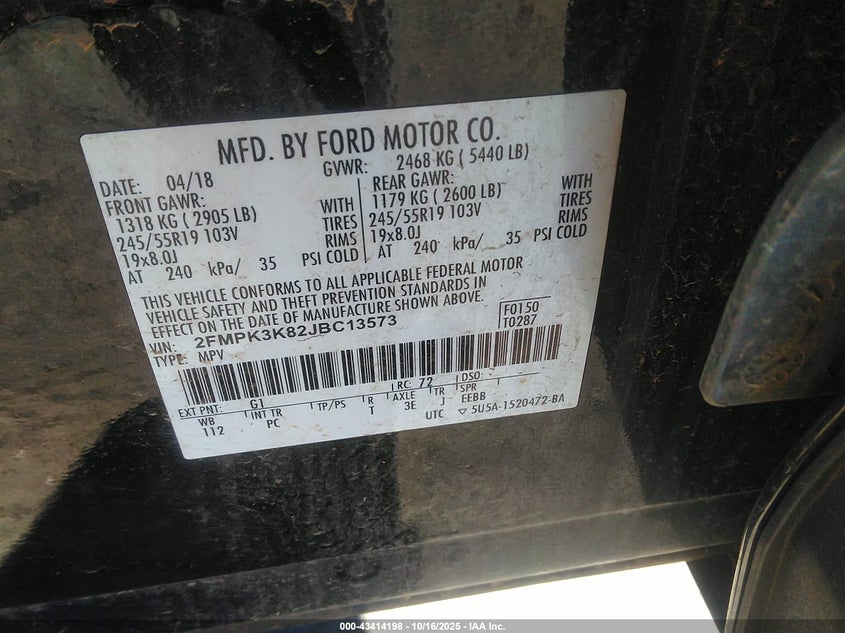 MFD. BY FORD MOTOR CO.
DATE: 04/18 GVWR: 2468 KG ( 5440 LB)
FRONT GAWR: REAR GAWR:
1318 KG ( 2905 LB) WITH 1179 KG ( 2600 LB) WITH
245/55R19 103V TIRES 245/55R19 103V TIRES
19x8.0J RIMS 19x8.0J RIMS
AT 240 kPa/ 35 PSI COLD AT 240 kPa/ 35 PSI COLD
THIS VEHICLE CONFORMS TO ALL APPLICABLE FEDERAL MOTOR
VEHICLE SAFETY AND THEFT PREVENTION STANDARDS IN
EFFECT ON THE DATE OF MANUFACTURE SHOWN ABOVE.
F0150
T0287
VIN: 2FMPK3K82JBC13573
TYPE: MPV
EXT PNT: G1 RC: 72 DSO:
WB INT TR TP/PS R AXLE TR SPR
112 PC T 3E J EEBB
UTC ▽ 5U5A-1520472-BA
000-43414198 - 10/16/2025 - IAA Inc.